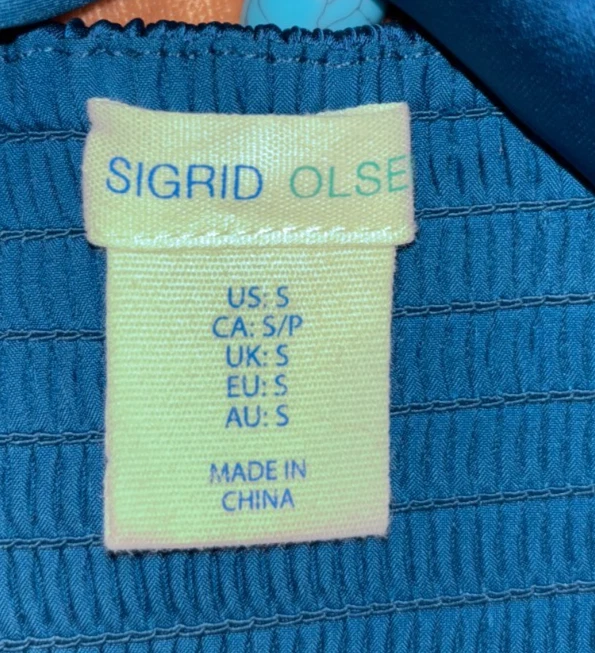 SIGRID OLSE
US: S
CA: S/P
UK: S
EU: S
AU: S
MADE IN
CHINA